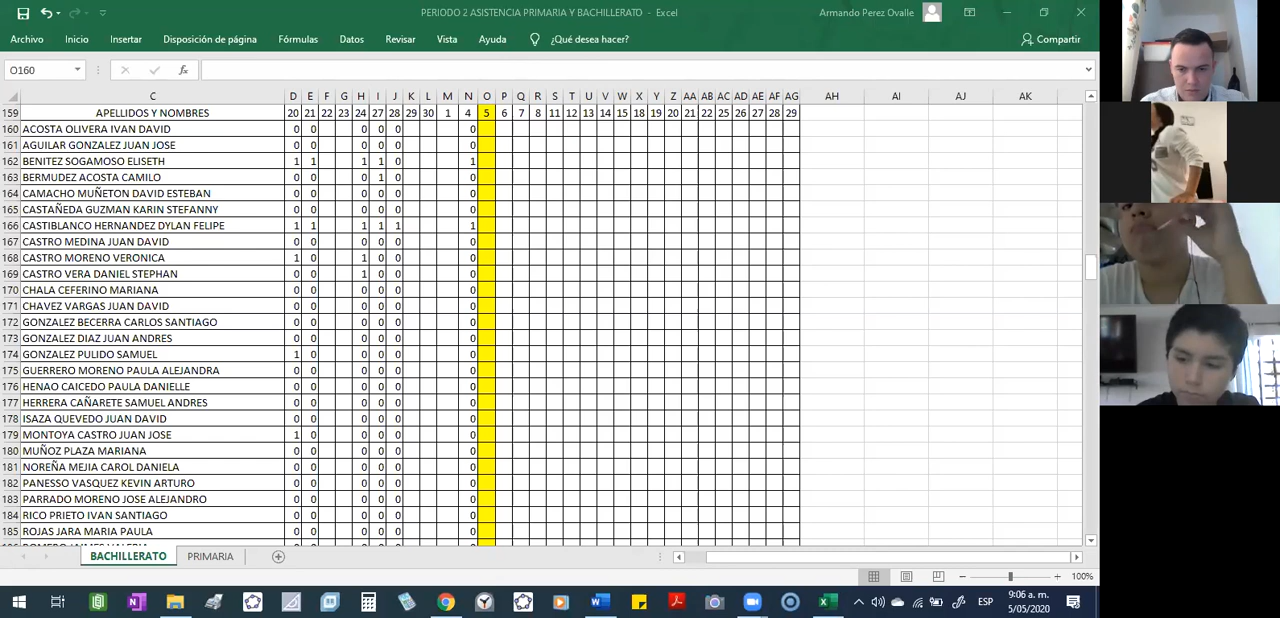 PERIODO 2 ASISTENCIA PRIMARIA Y BACHILLERATO - Excel
Armando Perez Ovalle
Archivo Inicio Insertar Disposición de página Fórmulas Datos Revisar Vista Ayuda ¿Qué desea hacer? Compartir
O160 fx
C D E F G H I J K L M N O P Q R S T U V W X Y Z AA AB AC AD AE AF AG AH AI AJ AK
159 APELLIDOS Y NOMBRES 20 21 22 23 24 27 28 29 30 1 4 5 6 7 8 11 12 13 14 15 18 19 20 21 22 25 26 27 28 29
160 ACOSTA OLIVERA IVAN DAVID 0 0 0 0 0 0
161 AGUILAR GONZALEZ JUAN JOSE 0 0 0 0 0 0
162 BENITEZ SOGAMOSO ELISETH 1 1 1 1 0 1
163 BERMUDEZ ACOSTA CAMILO 0 0 0 1 0 0
164 CAMACHO MUÑETON DAVID ESTEBAN 0 0 0 0 0 0
165 CASTAÑEDA GUZMAN KARIN STEFANNY 0 0 0 0 0 0
166 CASTIBLANCO HERNANDEZ DYLAN FELIPE 1 1 1 1 1 1
167 CASTRO MEDINA JUAN DAVID 0 0 0 0 0 0
168 CASTRO MORENO VERONICA 1 0 1 0 0 0
169 CASTRO VERA DANIEL STEPHAN 0 0 1 0 0 0
170 CHALA CEFERINO MARIANA 0 0 0 0 0 0
171 CHAVEZ VARGAS JUAN DAVID 0 0 0 0 0 0
172 GONZALEZ BECERRA CARLOS SANTIAGO 0 0 0 0 0 0
173 GONZALEZ DIAZ JUAN ANDRES 0 0 0 0 0 0
174 GONZALEZ PULIDO SAMUEL 1 0 0 0 0 0
175 GUERRERO MORENO PAULA ALEJANDRA 0 0 0 0 0 0
176 HENAO CAICEDO PAULA DANIELLE 0 0 0 0 0 0
177 HERRERA CAÑARETE SAMUEL ANDRES 0 0 0 0 0 0
178 ISAZA QUEVEDO JUAN DAVID 0 0 0 0 0 0
179 MONTOYA CASTRO JUAN JOSE 1 0 0 0 0 0
180 MUÑOZ PLAZA MARIANA 0 0 0 0 0 0
181 NOREÑA MEJIA CAROL DANIELA 0 0 0 0 0 0
182 PANESSO VASQUEZ KEVIN ARTURO 0 0 0 0 0 0
183 PARRADO MORENO JOSE ALEJANDRO 0 0 0 0 0 0
184 RICO PRIETO IVAN SANTIAGO 0 0 0 0 0 0
185 ROJAS JARA MARIA PAULA 0 0 0 0 0 0
BACHILLERATO PRIMARIA
100%
ESP
9:06 a. m.
5/05/2020